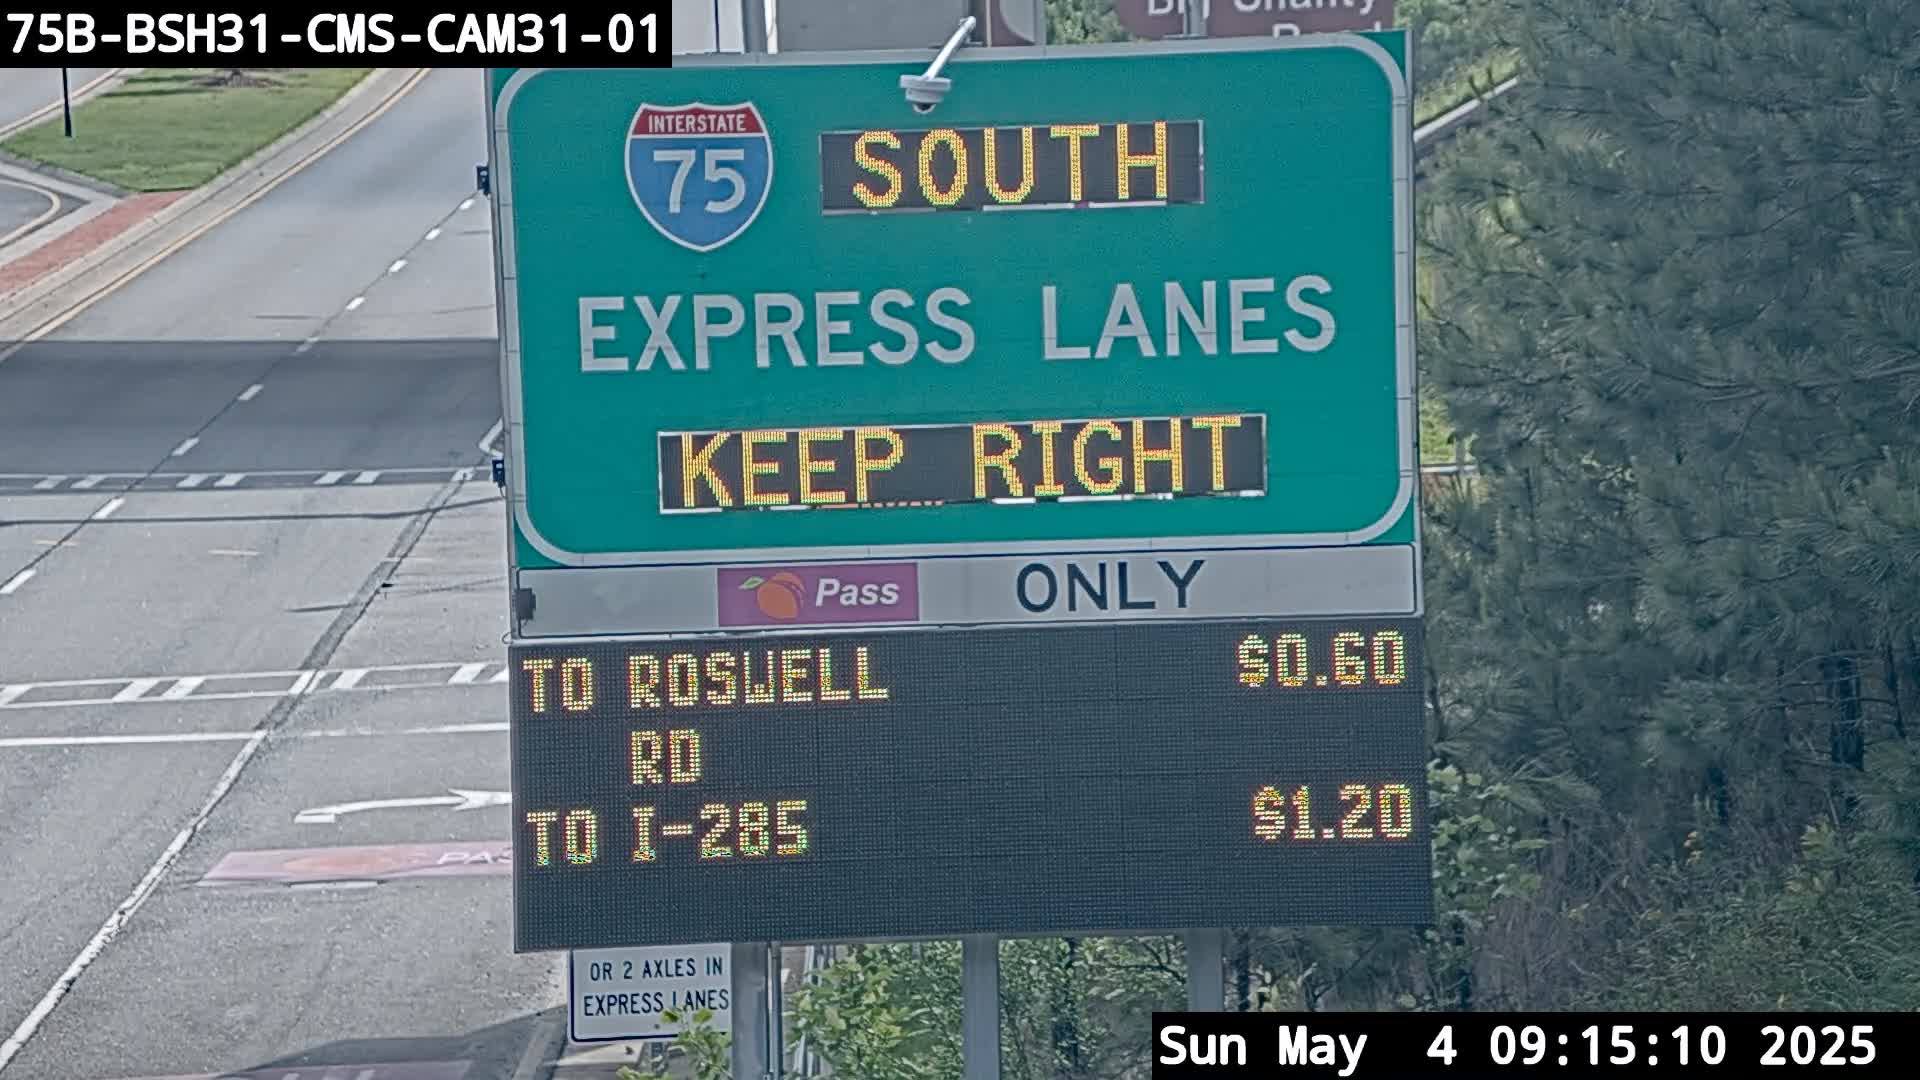 75B-BSH31-CMS-CAM31-01
Shanty
INTERSTATE
75
SOUTH
EXPRESS LANES
KEEP RIGHT
Pass ONLY
TO ROSWELL $0.60
RD
TO I-285 $1.20
OR 2 AXLES IN
EXPRESS LANES
Sun May 4 09:15:10 2025